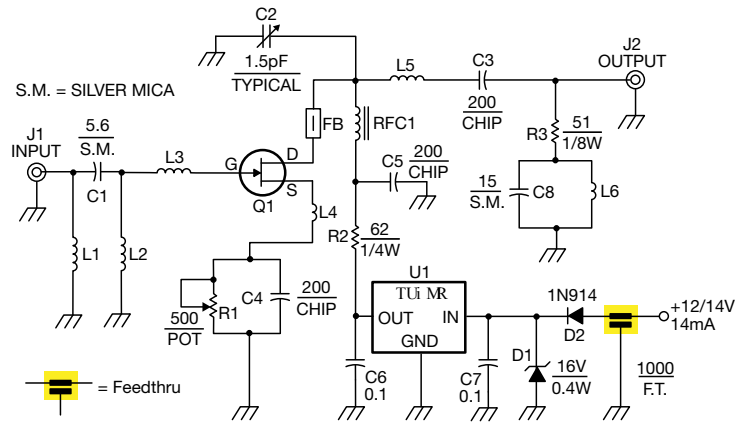 C2
1.5pF
TYPICAL
J2
OUTPUT
L5
C3
200
CHIP
S.M. = SILVER MICA
FB
RFC1
R3
51
1/8W
J1
INPUT
5.6
S.M.
C1
L3
G
D
S
Q1
C5
200
CHIP
15
S.M.
C8
L6
L4
L1
L2
R2
62
1/4W
U1
TUi MR
500
POT
R1
C4
200
CHIP
OUT
IN
GND
1N914
D2
+12/14V
14mA
C6
0.1
C7
0.1
D1
16V
0.4W
1000
F.T.
= Feedthru